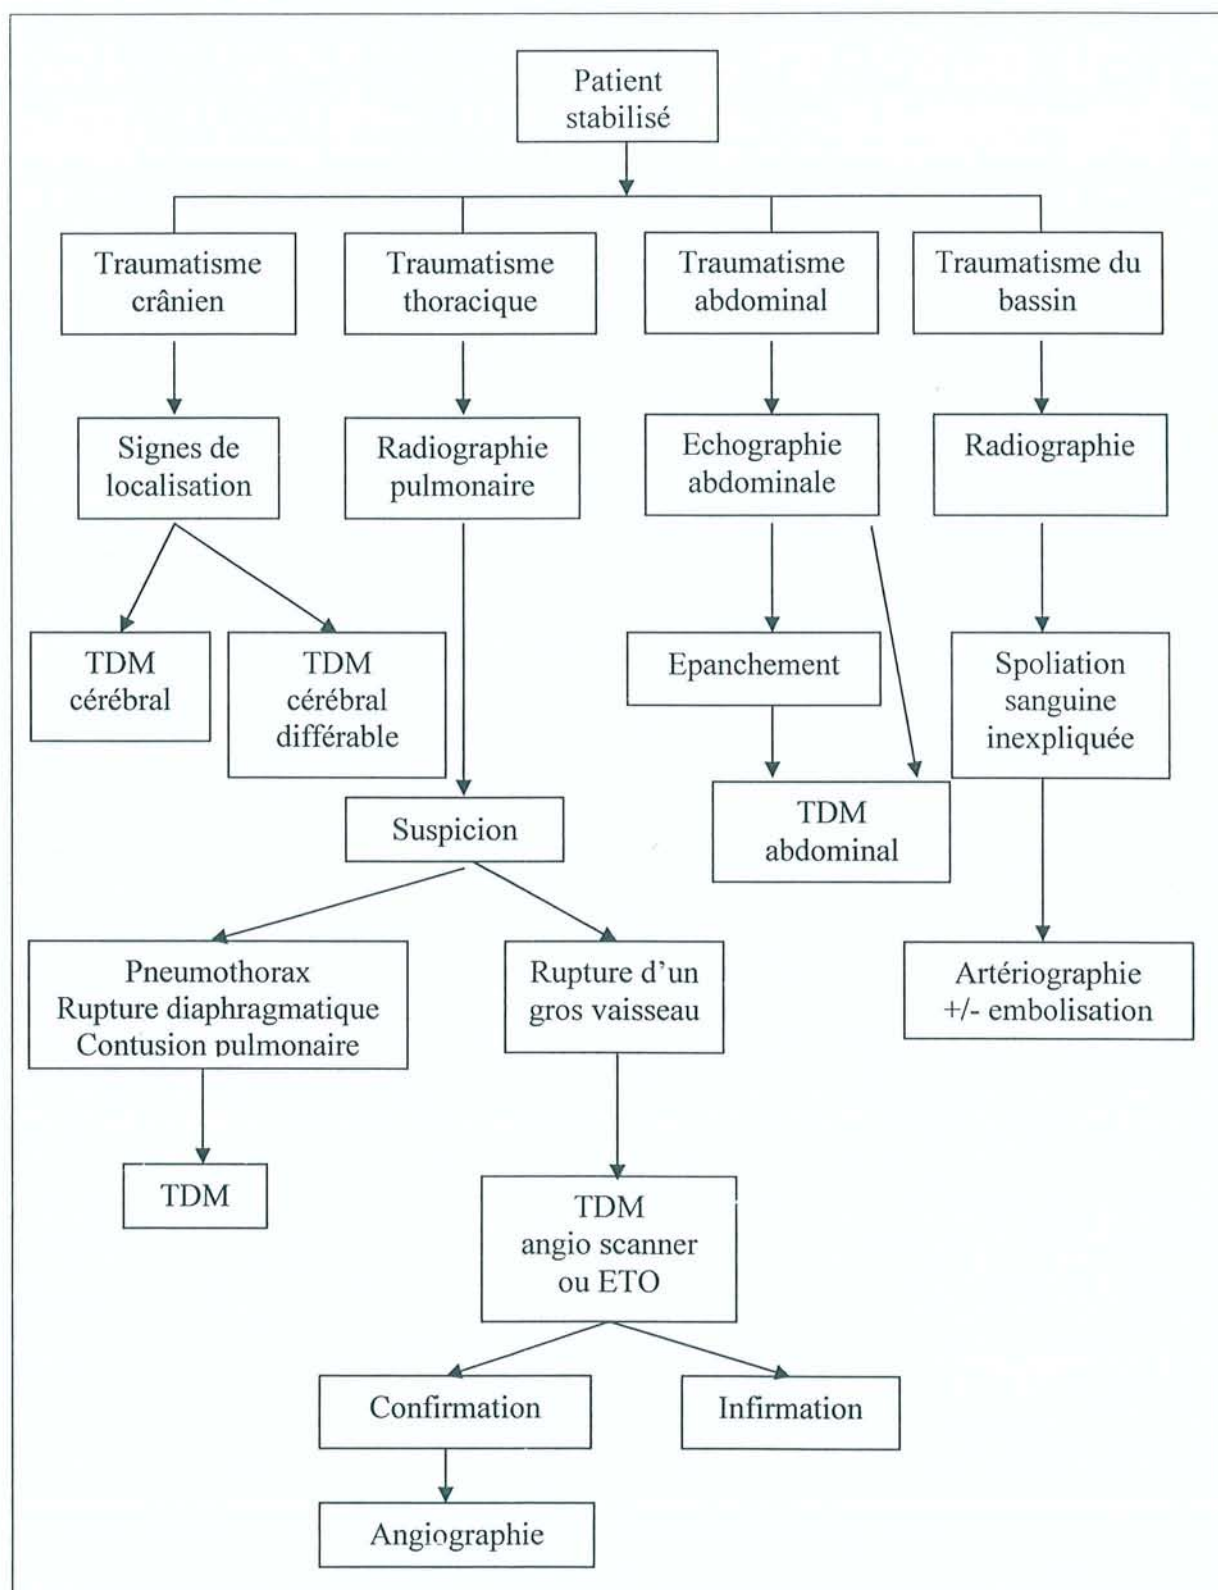 Patient
stabilisé
Traumatisme
crânien
Traumatisme
thoracique
Traumatisme
abdominal
Traumatisme du
bassin
Signes de
localisation
Radiographie
pulmonaire
Echographie
abdominale
Radiographie
TDM
cérébral
TDM
cérébral
différable
Epanchement
Spoliation
sanguine
inexpliquée
Suspicion
TDM
abdominal
Pneumothorax
Rupture diaphragmatique
Contusion pulmonaire
Rupture d’un
gros vaisseau
Artériographie
+/- embolisation
TDM
TDM
angio scanner
ou ETO
Confirmation
Infirmation
Angiographie